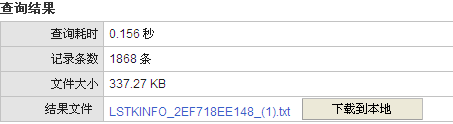 查询结果
查询耗时 0.156 秒
记录条数 1868 条
文件大小 337.27 KB
结果文件 LSTKINFO_2EF718EE148_(1).txt 下载到本地